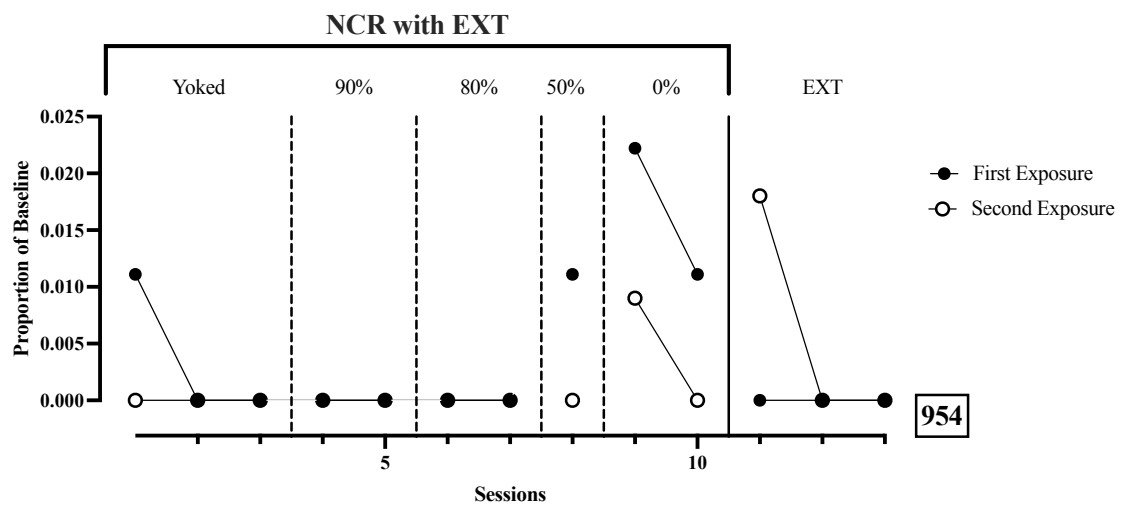 NCR with EXT
Yoked 90% 80% 50% 0% EXT
0.025
0.020
0.015
0.010
0.005
0.000
Proportion of Baseline
First Exposure
Second Exposure
954
5 10
Sessions